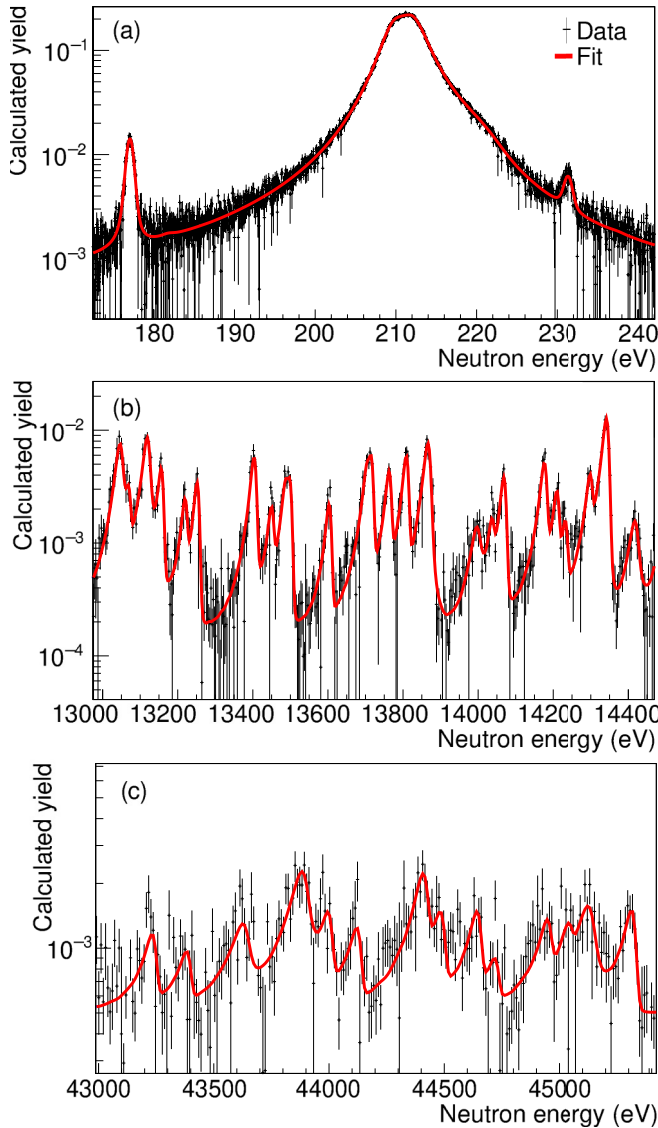 (a)
Data
Fit
Calculated yield
10⁻¹
10⁻²
10⁻³
180 190 200 210 220 230 240
Neutron energy (eV)
(b)
Calculated yield
10⁻²
10⁻³
10⁻⁴
13000 13200 13400 13600 13800 14000 14200 14400
Neutron energy (eV)
(c)
Calculated yield
10⁻³
43000 43500 44000 44500 45000
Neutron energy (eV)